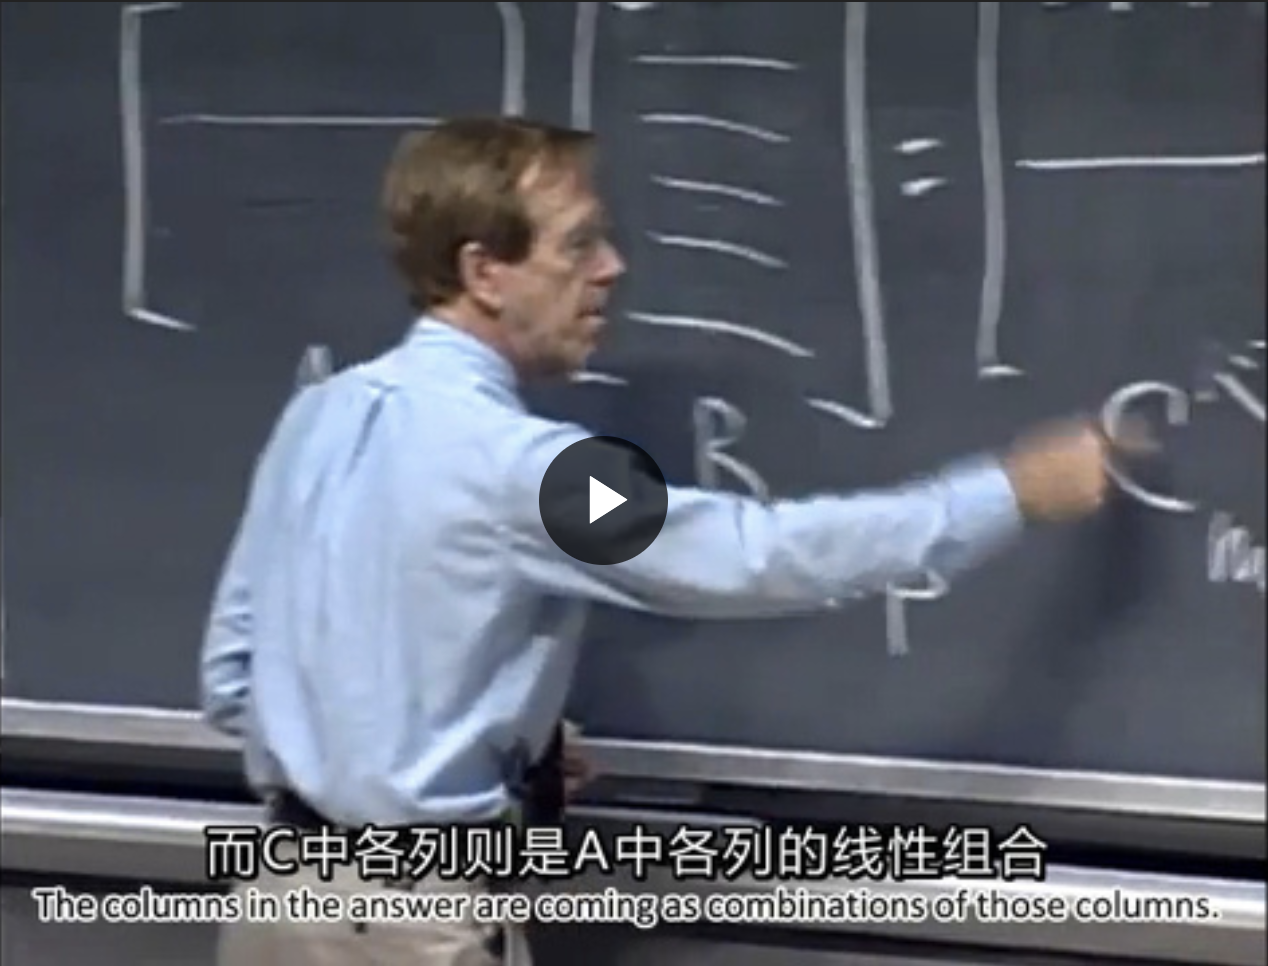 =
B
C
P
而C中各列则是A中各列的线性组合
The columns in the answer are coming as combinations of those columns.